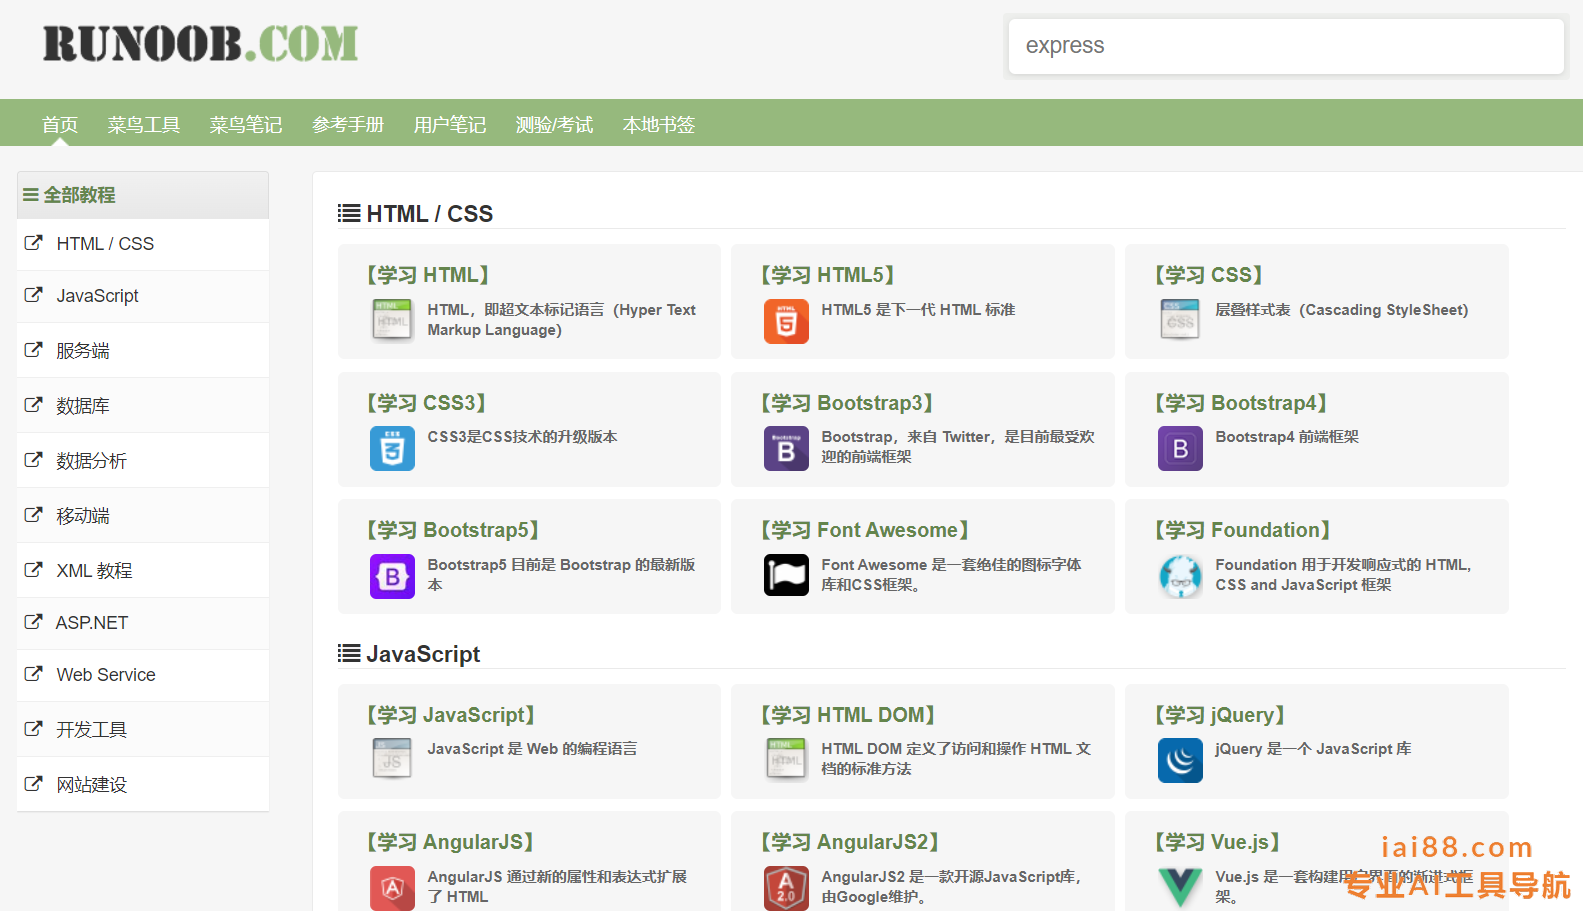 RUNOOB.COM
express
首页 菜鸟工具 菜鸟笔记 参考手册 用户笔记 测验/考试 本地书签
全部教程
HTML / CSS
JavaScript
服务端
数据库
数据分析
移动端
XML 教程
ASP.NET
Web Service
开发工具
网站建设
HTML / CSS
【学习 HTML】
HTML
HTML
HTML，即超文本标记语言（Hyper Text
Markup Language)
【学习 HTML5】
HTML
5
HTML5 是下一代 HTML 标准
【学习 CSS】
CSS
CSS
层叠样式表（Cascading StyleSheet)
【学习 CSS3】
CSS
3
CSS3是CSS技术的升级版本
【学习 Bootstrap3】
Bootstrap
B
Bootstrap，来自 Twitter，是目前最受欢
迎的前端框架
【学习 Bootstrap4】
B
Bootstrap4 前端框架
【学习 Bootstrap5】
B
Bootstrap5 目前是 Bootstrap 的最新版
本
【学习 Font Awesome】
Font Awesome 是一套绝佳的图标字体
库和CSS框架。
【学习 Foundation】
Foundation 用于开发响应式的 HTML,
CSS and JavaScript 框架
JavaScript
【学习 JavaScript】
JS
JS
JavaScript 是 Web 的编程语言
【学习 HTML DOM】
HTML
HTML
HTML DOM 定义了访问和操作 HTML 文
档的标准方法
【学习 jQuery】
jQuery 是一个 JavaScript 库
【学习 AngularJS】
A
AngularJS 通过新的属性和表达式扩展
了 HTML
【学习 AngularJS2】
A
2.0
AngularJS2 是一款开源JavaScript库，
由Google维护。
【学习 Vue.js】
Vue.js 是一套构建用户界面的渐进式框
架。
iai88.com
专业AI工具导航